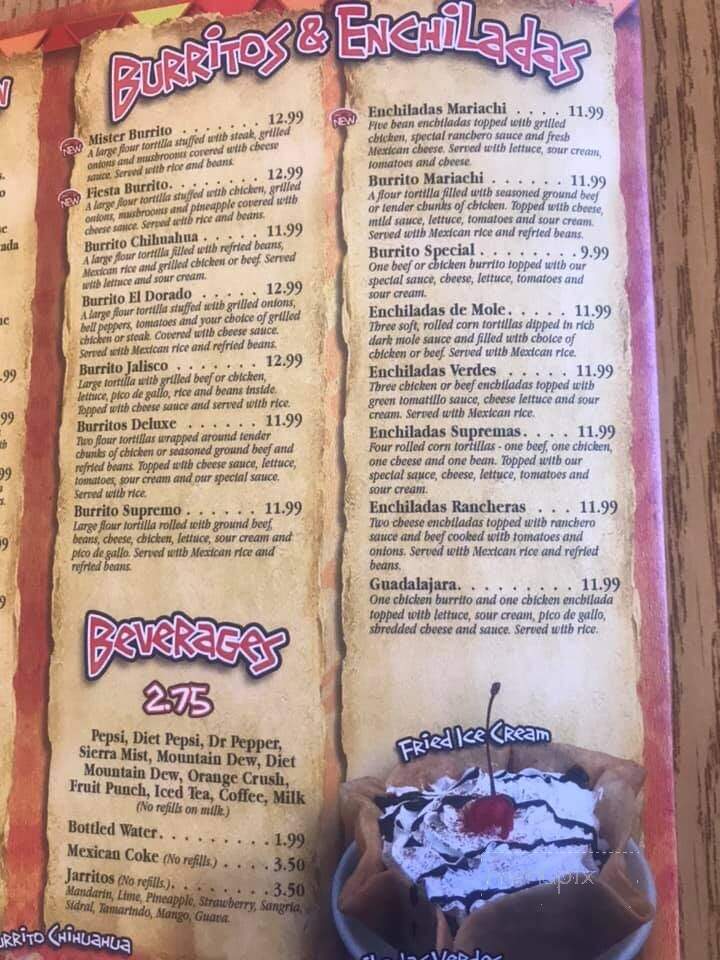 Burritos & Enchiladas
NEW
Mister Burrito . . . . . . . 12.99
A large flour tortilla stuffed with steak, grilled
onions and mushrooms covered with cheese
sauce. Served with rice and beans.
NEW
Fiesta Burrito. . . . . . . . 12.99
A large flour tortilla stuffed with chicken, grilled
onions, mushrooms and pineapple covered with
cheese sauce. Served with rice and beans.
Burrito Chihuahua . . . . . 11.99
A large flour tortilla filled with refried beans,
Mexican rice and grilled chicken or beef. Served
with lettuce and sour cream.
Burrito El Dorado . . . . . 12.99
A large flour tortilla stuffed with grilled onions,
bell peppers, tomatoes and your choice of grilled
chicken or steak. Covered with cheese sauce.
Served with Mexican rice and refried beans.
Burrito Jalisco . . . . . . . 12.99
Large tortilla with grilled beef or chicken,
lettuce, pico de gallo, rice and beans inside.
Topped with cheese sauce and served with rice.
Burritos Deluxe . . . . . . 11.99
Two flour tortillas wrapped around tender
chunks of chicken or seasoned ground beef and
refried beans. Topped with cheese sauce, lettuce,
tomatoes, sour cream and our special sauce.
Served with rice.
Burrito Supremo . . . . . . 11.99
Large flour tortilla rolled with ground beef,
beans, cheese, chicken, lettuce, sour cream and
pico de gallo. Served with Mexican rice and
refried beans.
Beverages
2.75
Pepsi, Diet Pepsi, Dr Pepper,
Sierra Mist, Mountain Dew, Diet
Mountain Dew, Orange Crush,
Fruit Punch, Iced Tea, Coffee, Milk
(No refills on milk.)
Bottled Water. . . . . . . . . 1.99
Mexican Coke (No refills.) . . . . 3.50
Jarritos (No refills.). . . . . . . . 3.50
Mandarin, Lime, Pineapple, Strawberry, Sangria,
Sidral, Tamarindo, Mango, Guava.
NEW
Enchiladas Mariachi . . . . 11.99
Five bean enchiladas topped with grilled
chicken, special ranchero sauce and fresh
Mexican cheese. Served with lettuce, sour cream,
tomatoes and cheese.
Burrito Mariachi . . . . . . 11.99
A flour tortilla filled with seasoned ground beef
or tender chunks of chicken. Topped with cheese,
mild sauce, lettuce, tomatoes and sour cream.
Served with Mexican rice and refried beans.
Burrito Special . . . . . . . . 9.99
One beef or chicken burrito topped with our
special sauce, cheese, lettuce, tomatoes and
sour cream.
Enchiladas de Mole. . . . . 11.99
Three soft, rolled corn tortillas dipped in rich
dark mole sauce and filled with choice of
chicken or beef. Served with Mexican rice.
Enchiladas Verdes . . . . . 11.99
Three chicken or beef enchiladas topped with
green tomatillo sauce, cheese lettuce and sour
cream. Served with Mexican rice.
Enchiladas Supremas. . . . 11.99
Four rolled corn tortillas - one beef, one chicken,
one cheese and one bean. Topped with our
special sauce, cheese, lettuce, tomatoes and
sour cream.
Enchiladas Rancheras . . . 11.99
Two cheese enchiladas topped with ranchero
sauce and beef cooked with tomatoes and
onions. Served with Mexican rice and refried
beans.
Guadalajara. . . . . . . . . 11.99
One chicken burrito and one chicken enchilada
topped with lettuce, sour cream, pico de gallo,
shredded cheese and sauce. Served with rice.
Fried Ice Cream
Chihuahua
Verdes